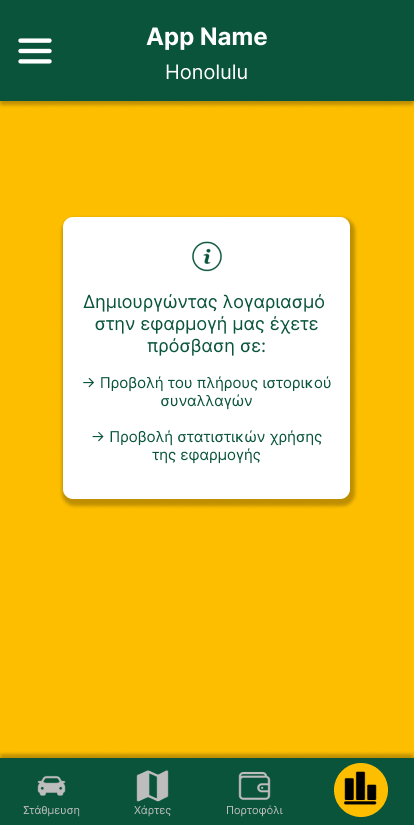 App Name
Honolulu
Δημιουργώντας λογαριασμό
στην εφαρμογή μας έχετε
πρόσβαση σε:
→ Προβολή του πλήρους ιστορικού
συναλλαγών
→ Προβολή στατιστικών χρήσης
της εφαρμογής
Στάθμευση
Χάρτες
Πορτοφόλι